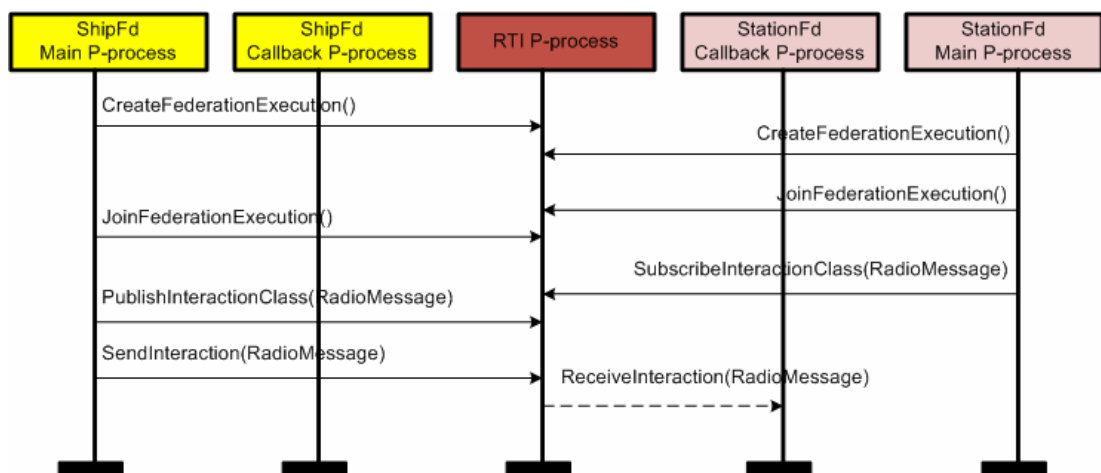 ShipFd
Main P-process
ShipFd
Callback P-process
RTI P-process
StationFd
Callback P-process
StationFd
Main P-process
CreateFederationExecution()
CreateFederationExecution()
JoinFederationExecution()
JoinFederationExecution()
SubscribeInteractionClass(RadioMessage)
PublishInteractionClass(RadioMessage)
SendInteraction(RadioMessage)
ReceiveInteraction(RadioMessage)